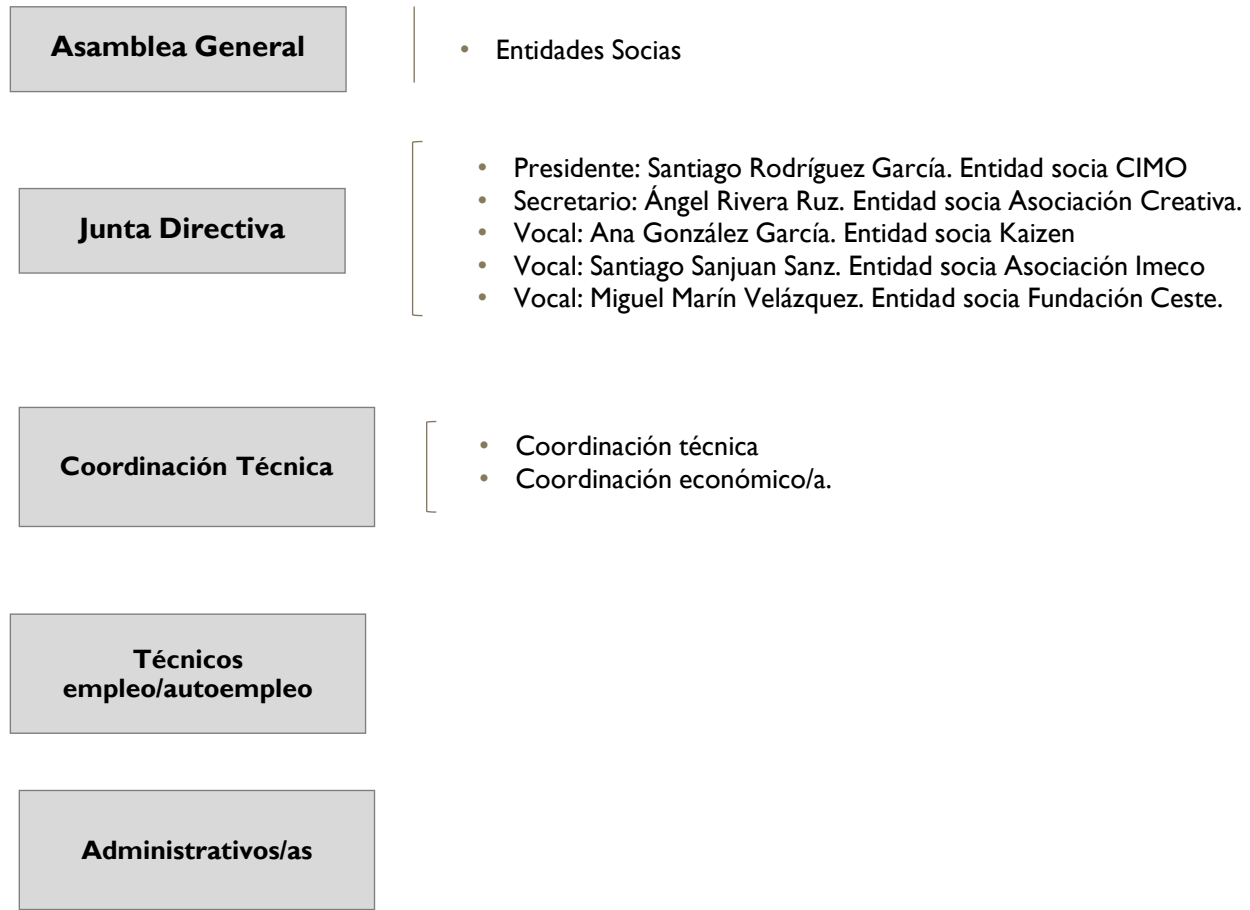 Asamblea General
• Entidades Socias
Junta Directiva
• Presidente: Santiago Rodríguez García. Entidad socia CIMO
• Secretario: Ángel Rivera Ruz. Entidad socia Asociación Creativa.
• Vocal: Ana González García. Entidad socia Kaizen
• Vocal: Santiago Sanjuan Sanz. Entidad socia Asociación Imeco
• Vocal: Miguel Marín Velázquez. Entidad socia Fundación Ceste.
Coordinación Técnica
• Coordinación técnica
• Coordinación económico/a.
Técnicos
empleo/autoempleo
Administrativos/as